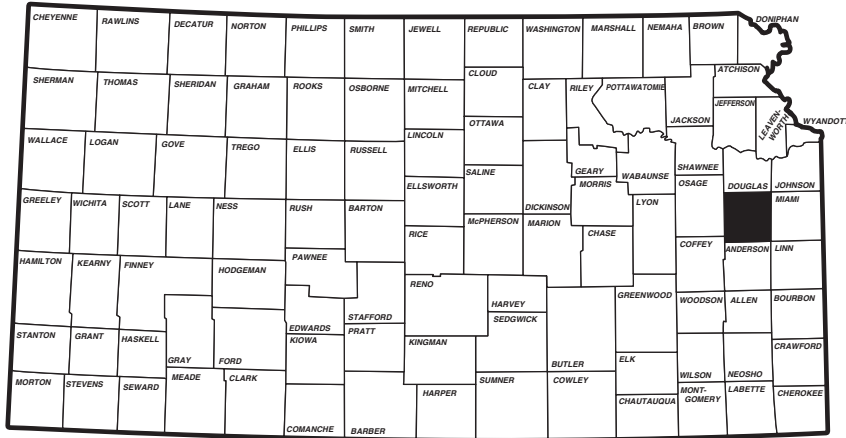 CHEYENNE
RAWLINS
DECATUR
NORTON
PHILLIPS
SMITH
JEWELL
REPUBLIC
WASHINGTON
MARSHALL
NEMAHA
BROWN
DONIPHAN
SHERMAN
THOMAS
SHERIDAN
GRAHAM
ROOKS
OSBORNE
MITCHELL
CLOUD
CLAY
RILEY
POTTAWATOMIE
ATCHISON
JACKSON
JEFFERSON
LEAVEN-
WORTH
WYANDOTT
WALLACE
LOGAN
GOVE
TREGO
ELLIS
RUSSELL
LINCOLN
OTTAWA
SALINE
DICKINSON
GEARY
MORRIS
WABAUNSE
SHAWNEE
OSAGE
DOUGLAS
JOHNSON
GREELEY
WICHITA
SCOTT
LANE
NESS
RUSH
BARTON
ELLSWORTH
RICE
McPHERSON
MARION
CHASE
LYON
COFFEY
ANDERSON
MIAMI
LINN
HAMILTON
KEARNY
FINNEY
HODGEMAN
PAWNEE
STAFFORD
RENO
HARVEY
SEDGWICK
BUTLER
GREENWOOD
WOODSON
ALLEN
BOURBON
STANTON
GRANT
HASKELL
GRAY
FORD
EDWARDS
KIOWA
PRATT
KINGMAN
ELK
WILSON
NEOSHO
CRAWFORD
MORTON
STEVENS
SEWARD
MEADE
CLARK
COMANCHE
BARBER
HARPER
SUMNER
COWLEY
CHAUTAUQUA
MONT-
GOMERY
LABETTE
CHEROKEE